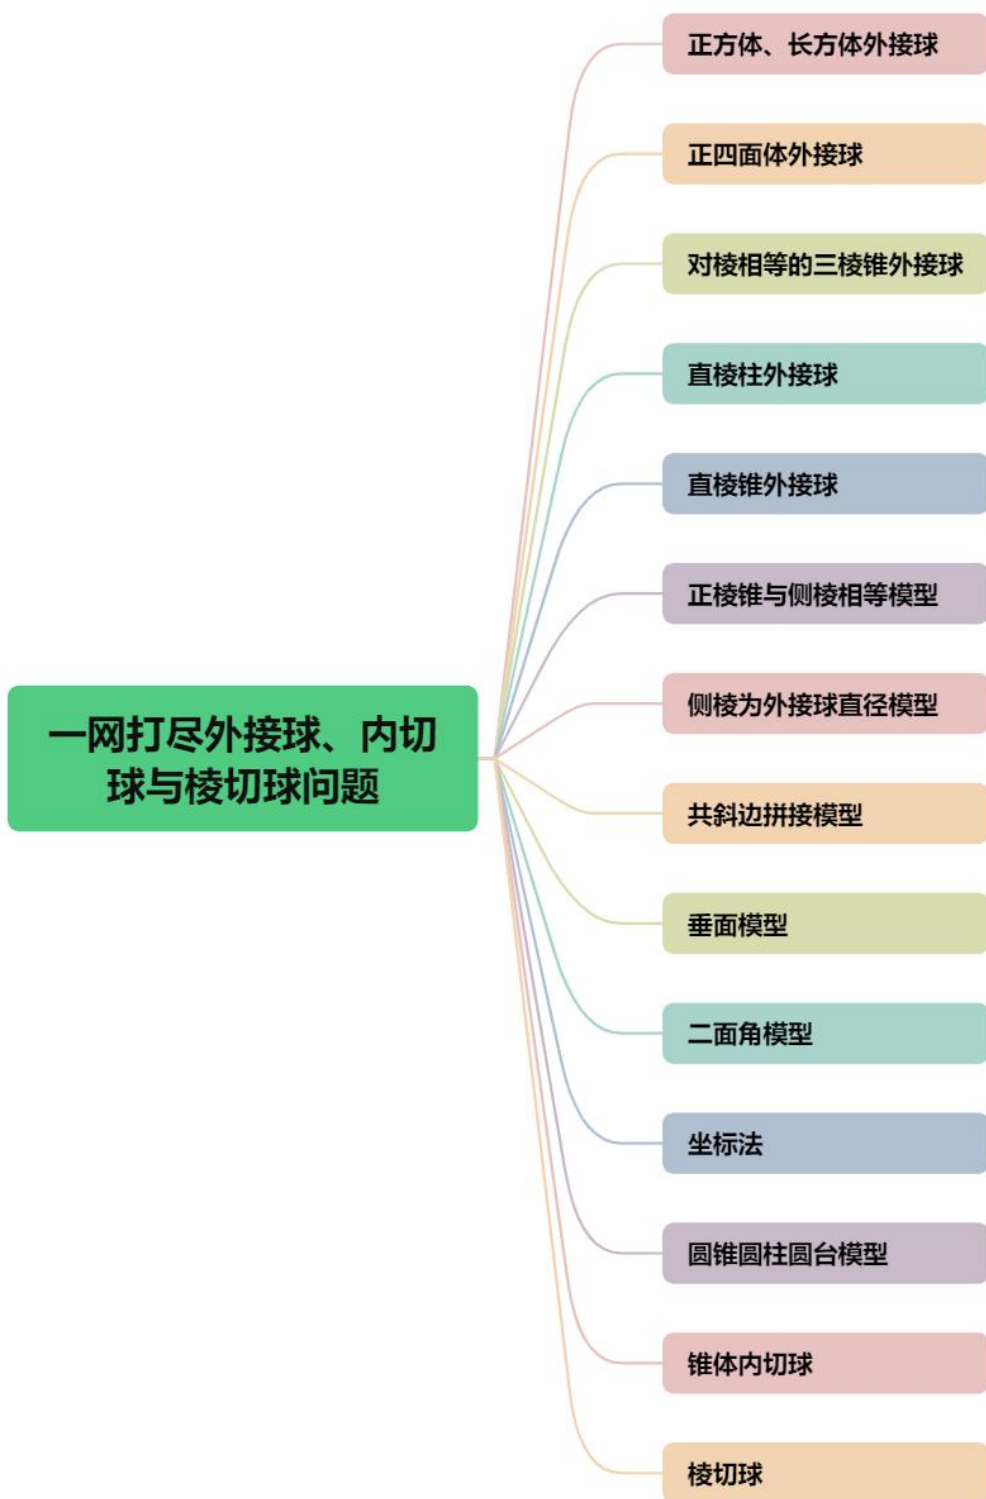 正方体、长方体外接球
正四面体外接球
对棱相等的三棱锥外接球
直棱柱外接球
直棱锥外接球
正棱锥与侧棱相等模型
侧棱为外接球直径模型
一网打尽外接球、内切
球与棱切球问题
共斜边拼接模型
垂面模型
二面角模型
坐标法
圆锥圆柱圆台模型
锥体内切球
棱切球